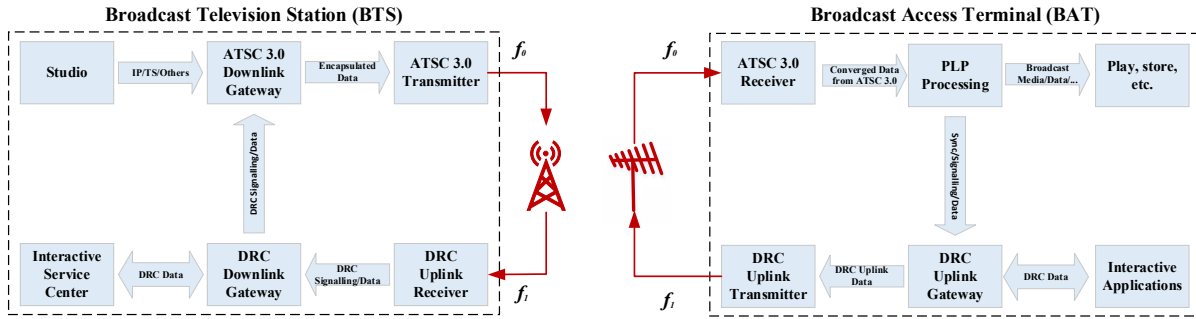 Broadcast Television Station (BTS)
Broadcast Access Terminal (BAT)
Studio
IP/TS/Others
ATSC 3.0
Downlink
Gateway
Encapsulated
Data
ATSC 3.0
Transmitter
f0
f0
ATSC 3.0
Receiver
Converged Data
from ATSC 3.0
PLP
Processing
Broadcast
Media/Data/...
Play, store,
etc.
DRC Signalling/Data
Sync/Signalling/Data
Interactive
Service
Center
DRC Data
DRC
Downlink
Gateway
DRC
Signalling/Data
DRC
Uplink
Receiver
f1
f1
DRC
Uplink
Transmitter
DRC Uplink
Data
DRC
Uplink
Gateway
DRC Data
Interactive
Applications